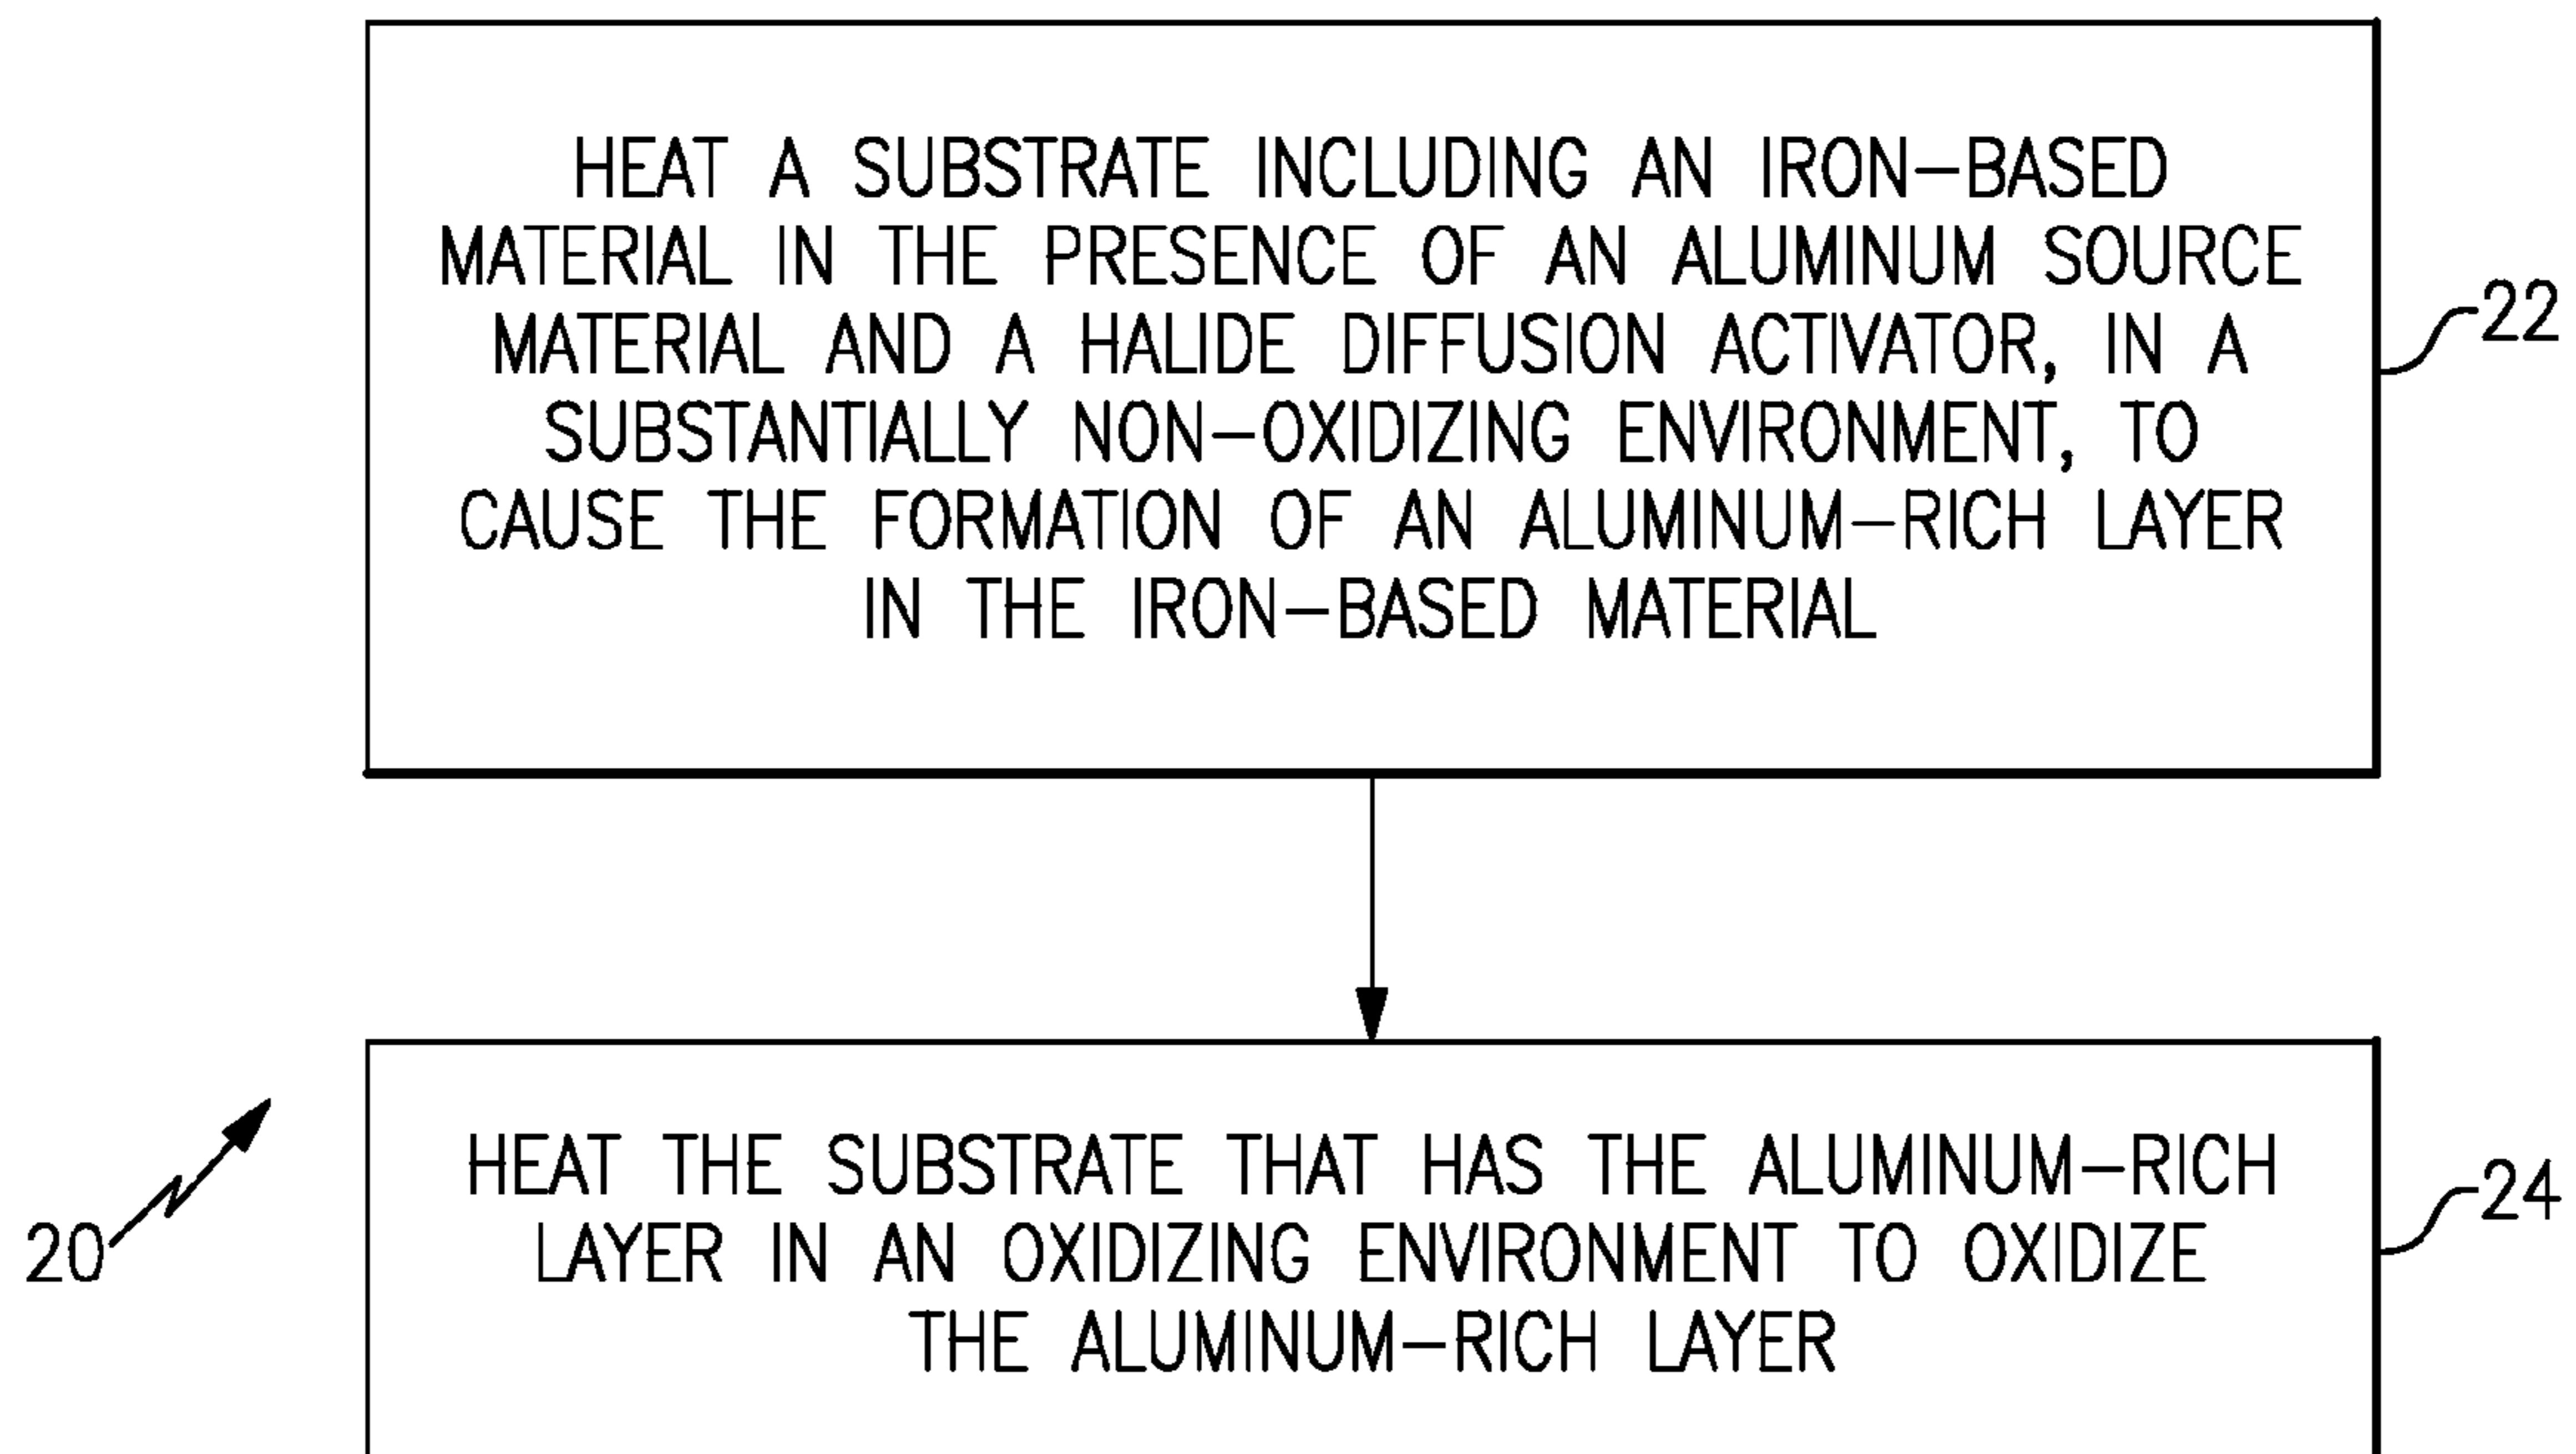 HEAT A SUBSTRATE INCLUDING AN IRON-BASED
MATERIAL IN THE PRESENCE OF AN ALUMINUM SOURCE
MATERIAL AND A HALIDE DIFFUSION ACTIVATOR, IN A
SUBSTANTIALLY NON-OXIDIZING ENVIRONMENT, TO
CAUSE THE FORMATION OF AN ALUMINUM-RICH LAYER
IN THE IRON-BASED MATERIAL
22
HEAT THE SUBSTRATE THAT HAS THE ALUMINUM-RICH
LAYER IN AN OXIDIZING ENVIRONMENT TO OXIDIZE
THE ALUMINUM-RICH LAYER
24
20